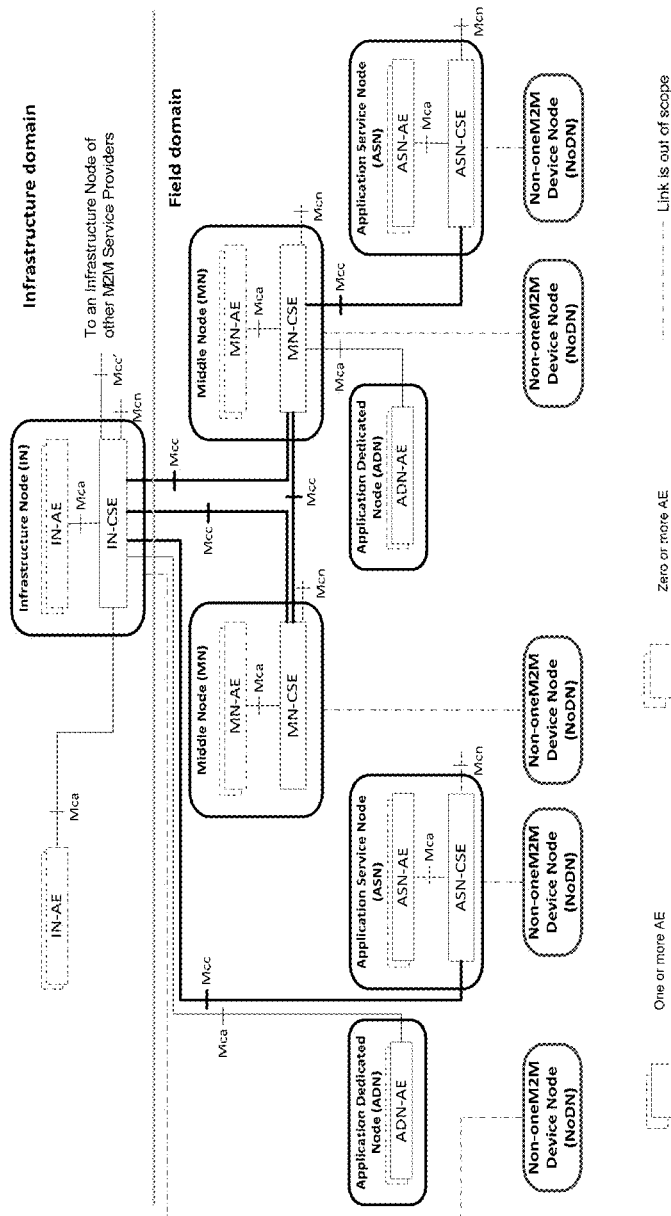 Infrastructure domain
To an Infrastructure Node of
other M2M Service Providers
Infrastructure Node (IN)
IN-AE
Mca
IN-CSE
Mcc'
Mcn
IN-AE
Mca
Field domain
Mcc
Mcc
Mcc
Mcc
Mca
Middle Node (MN)
MN-AE
Mca
MN-CSE
Mcn
Middle Node (MN)
MN-AE
Mca
MN-CSE
Mcn
Mca
Mcc
Application Dedicated
Node (ADN)
ADN-AE
Application Service Node
(ASN)
ASN-AE
Mca
ASN-CSE
Mcn
Application Dedicated
Node (ADN)
ADN-AE
Application Service Node
(ASN)
ASN-AE
Mca
ASN-CSE
Mcn
Non-oneM2M
Device Node
(NoDN)
Non-oneM2M
Device Node
(NoDN)
Non-oneM2M
Device Node
(NoDN)
Non-oneM2M
Device Node
(NoDN)
Non-oneM2M
Device Node
(NoDN)
One or more AE
Zero or more AE
Link is out of scope